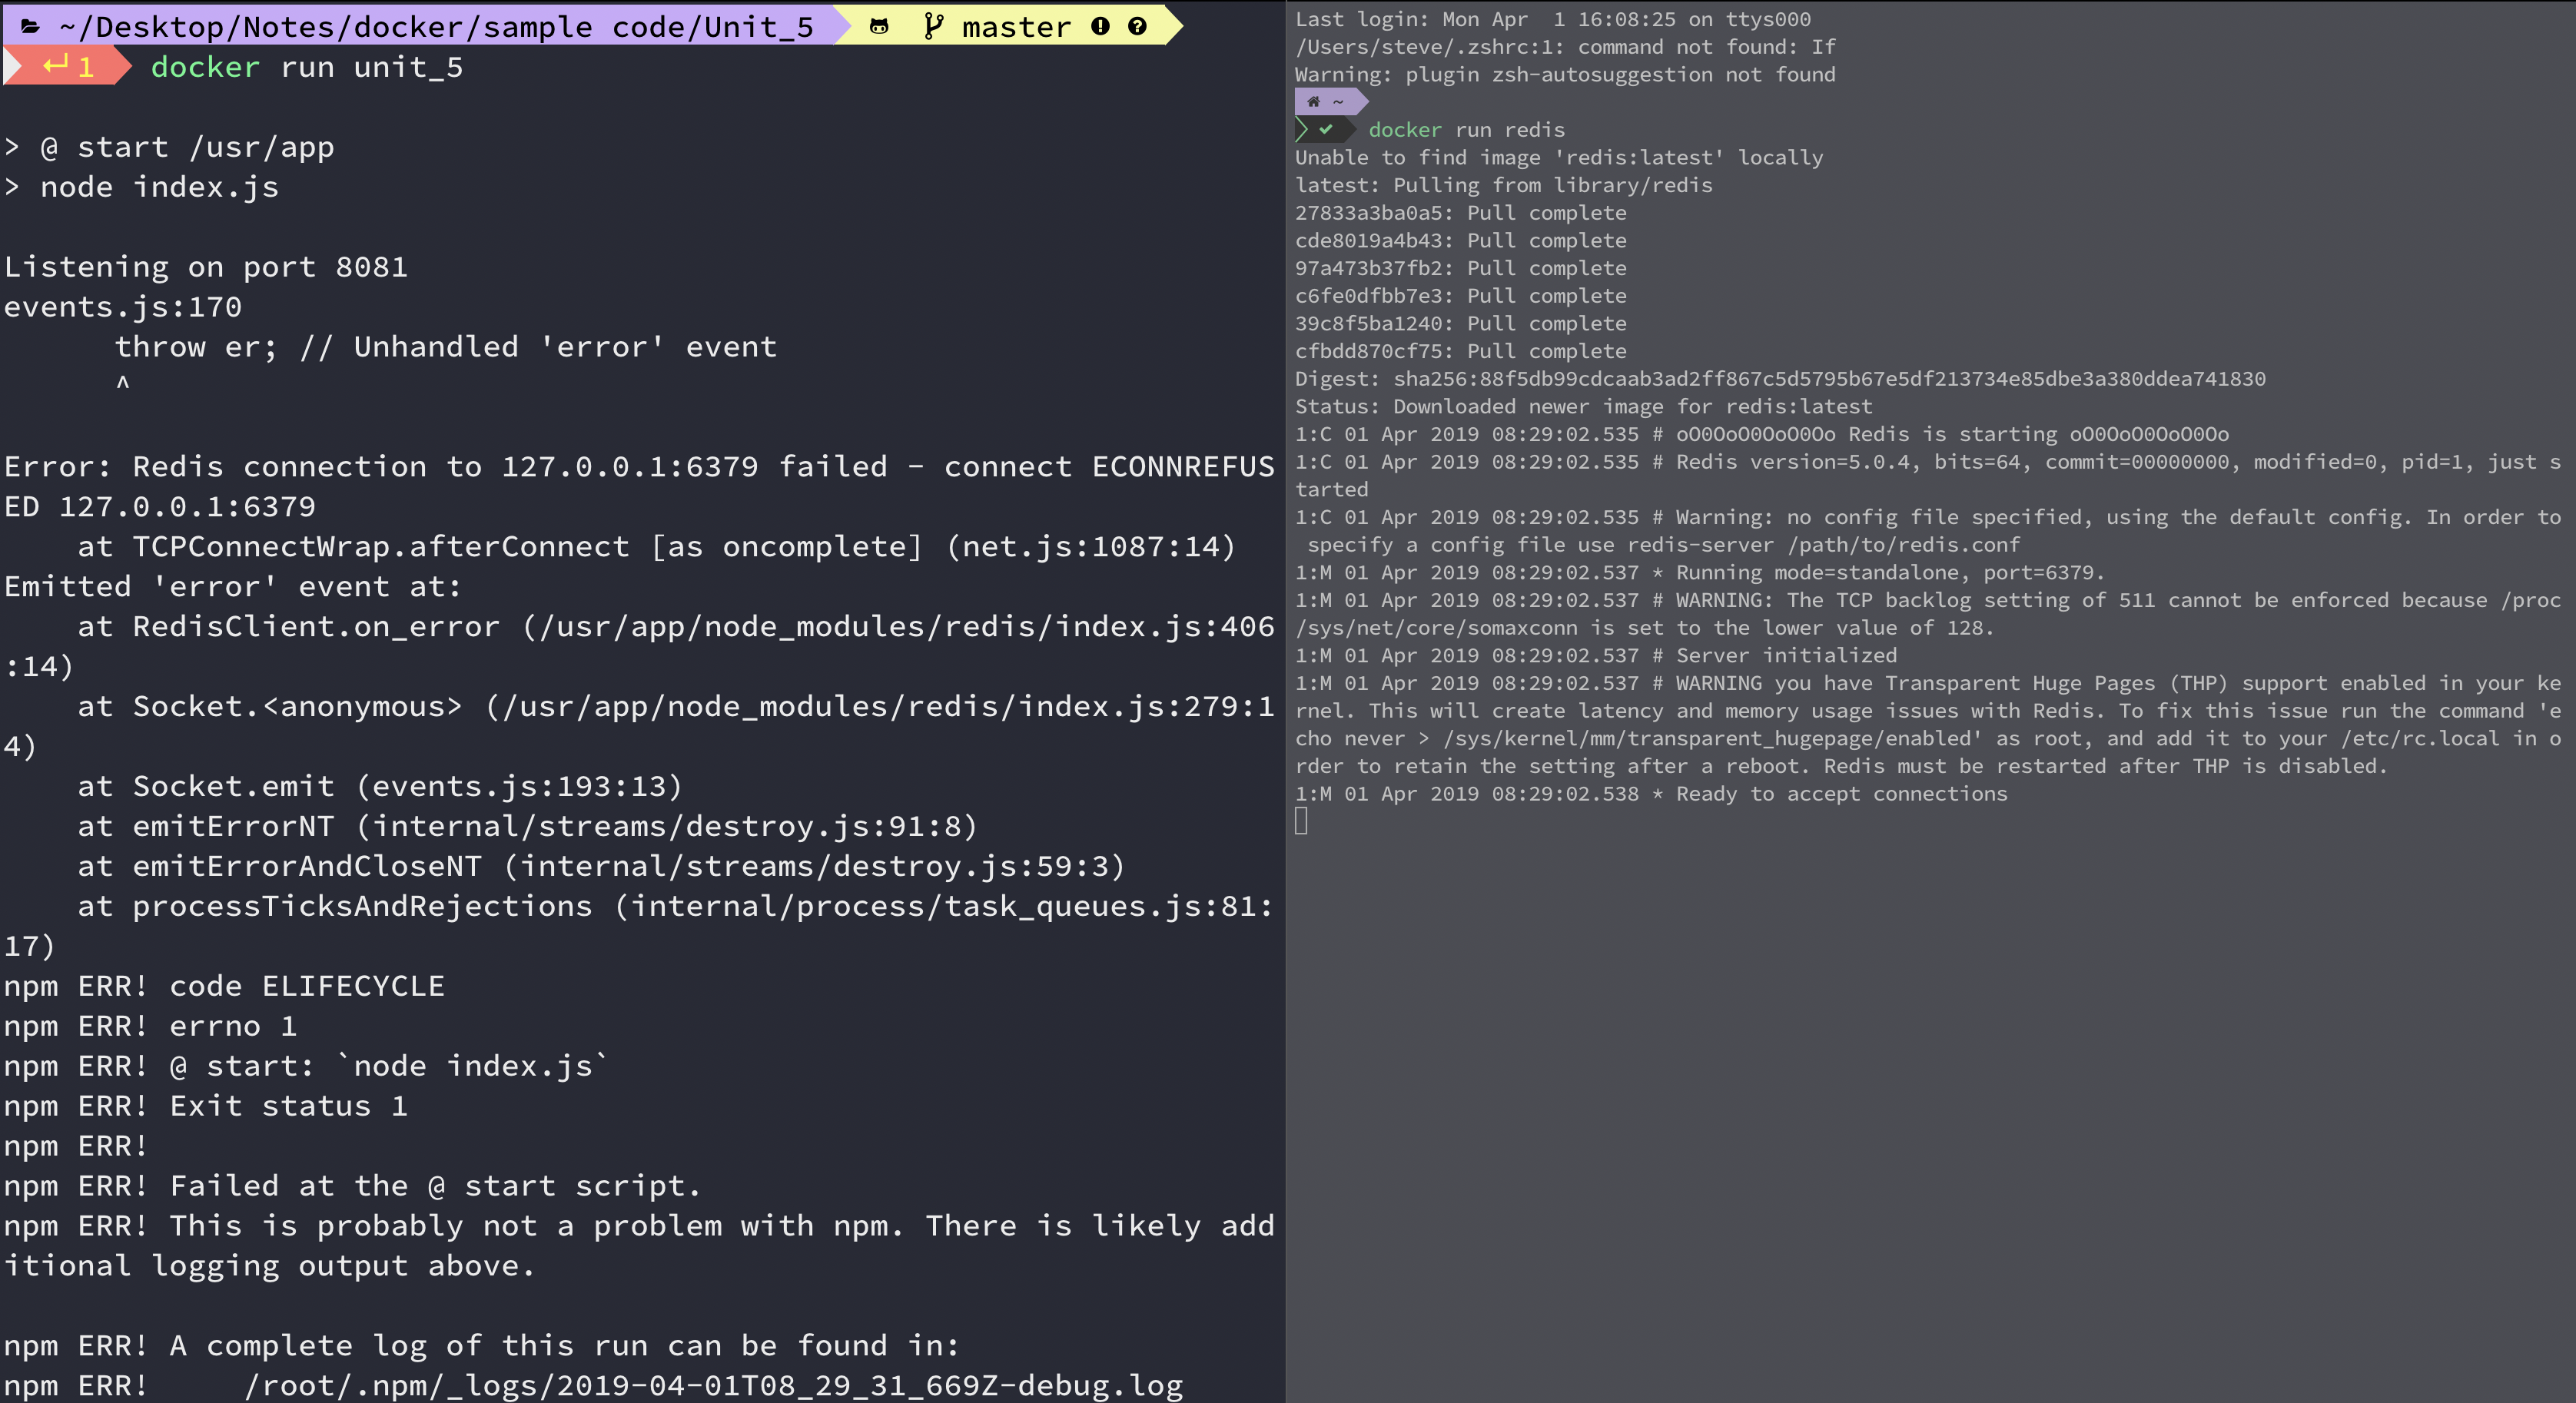 ~/Desktop/Notes/docker/sample code/Unit_5 master
1 docker run unit_5
> @ start /usr/app
> node index.js
Listening on port 8081
events.js:170
throw er; // Unhandled 'error' event
^
Error: Redis connection to 127.0.0.1:6379 failed - connect ECONNREFUS
ED 127.0.0.1:6379
at TCPConnectWrap.afterConnect [as oncomplete] (net.js:1087:14)
Emitted 'error' event at:
at RedisClient.on_error (/usr/app/node_modules/redis/index.js:406
:14)
at Socket.<anonymous> (/usr/app/node_modules/redis/index.js:279:1
4)
at Socket.emit (events.js:193:13)
at emitErrorNT (internal/streams/destroy.js:91:8)
at emitErrorAndCloseNT (internal/streams/destroy.js:59:3)
at processTicksAndRejections (internal/process/task_queues.js:81:
17)
npm ERR! code ELIFECYCLE
npm ERR! errno 1
npm ERR! @ start: `node index.js`
npm ERR! Exit status 1
npm ERR!
npm ERR! Failed at the @ start script.
npm ERR! This is probably not a problem with npm. There is likely add
itional logging output above.
npm ERR! A complete log of this run can be found in:
npm ERR!     /root/.npm/_logs/2019-04-01T08_29_31_669Z-debug.log
Last login: Mon Apr  1 16:08:25 on ttys000
/Users/steve/.zshrc:1: command not found: If
Warning: plugin zsh-autosuggestion not found
~
docker run redis
Unable to find image 'redis:latest' locally
latest: Pulling from library/redis
27833a3ba0a5: Pull complete
cde8019a4b43: Pull complete
97a473b37fb2: Pull complete
c6fe0dfbb7e3: Pull complete
39c8f5ba1240: Pull complete
cfbdd870cf75: Pull complete
Digest: sha256:88f5db99cdcaab3ad2ff867c5d5795b67e5df213734e85dbe3a380ddea741830
Status: Downloaded newer image for redis:latest
1:C 01 Apr 2019 08:29:02.535 # oO0OoO0OoO0Oo Redis is starting oO0OoO0OoO0Oo
1:C 01 Apr 2019 08:29:02.535 # Redis version=5.0.4, bits=64, commit=00000000, modified=0, pid=1, just s
tarted
1:C 01 Apr 2019 08:29:02.535 # Warning: no config file specified, using the default config. In order to
specify a config file use redis-server /path/to/redis.conf
1:M 01 Apr 2019 08:29:02.537 * Running mode=standalone, port=6379.
1:M 01 Apr 2019 08:29:02.537 # WARNING: The TCP backlog setting of 511 cannot be enforced because /proc
/sys/net/core/somaxconn is set to the lower value of 128.
1:M 01 Apr 2019 08:29:02.537 # Server initialized
1:M 01 Apr 2019 08:29:02.537 # WARNING you have Transparent Huge Pages (THP) support enabled in your ke
rnel. This will create latency and memory usage issues with Redis. To fix this issue run the command 'e
cho never > /sys/kernel/mm/transparent_hugepage/enabled' as root, and add it to your /etc/rc.local in o
rder to retain the setting after a reboot. Redis must be restarted after THP is disabled.
1:M 01 Apr 2019 08:29:02.538 * Ready to accept connections